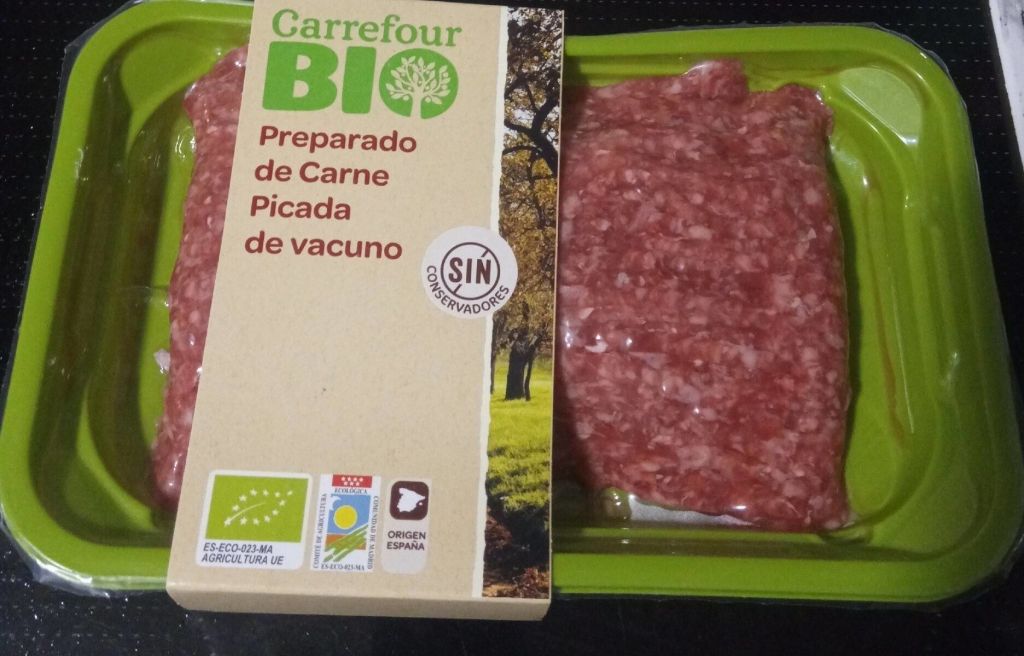 Carrefour
BIO
Preparado
de Carne
Picada
de vacuno
SIN
CONSERVADORES
ES-ECO-023-MA
AGRICULTURA UE
ECOLÓGICA
COMITÉ DE AGRICULTURA
COMUNIDAD DE MADRID
ES-ECO-023-MA
ORIGEN
ESPAÑA